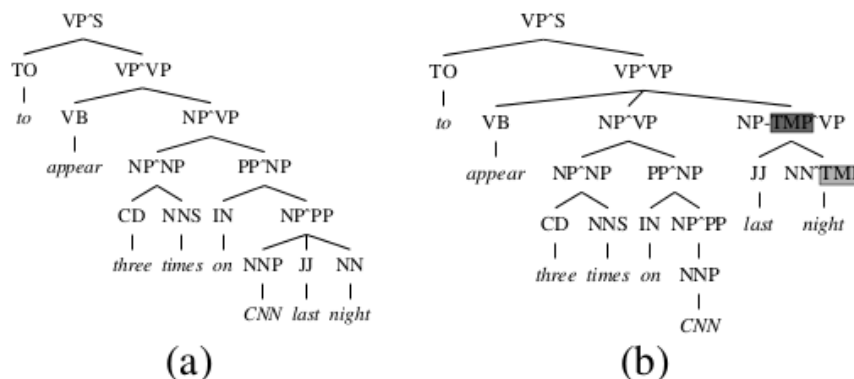 VP^S VP^S
TO VP^VP TO VP^VP
to VB NP^VP to VB NP^VP NP-TMP^VP
appear NP^NP PP^NP appear NP^NP PP^NP JJ NN^TM
CD NNS IN NP^PP CD NNS IN NP^PP last night
three times on NNP JJ NN three times on NNP
CNN last night CNN
(a) (b)